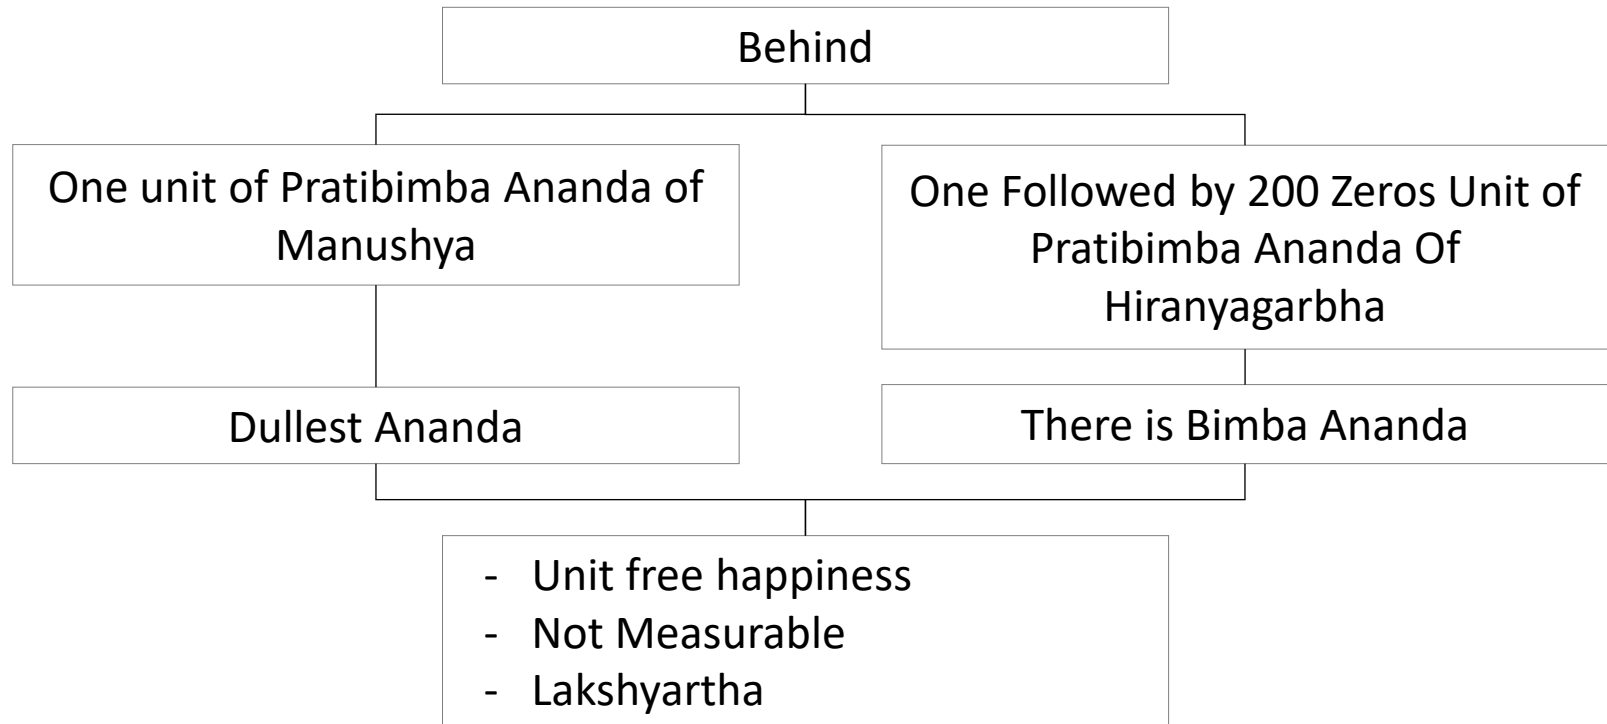 Behind
One unit of Pratibimba Ananda of
Manushya
One Followed by 200 Zeros Unit of
Pratibimba Ananda Of
Hiranyagarbha
Dullest Ananda
There is Bimba Ananda
- Unit free happiness
- Not Measurable
- Lakshyartha